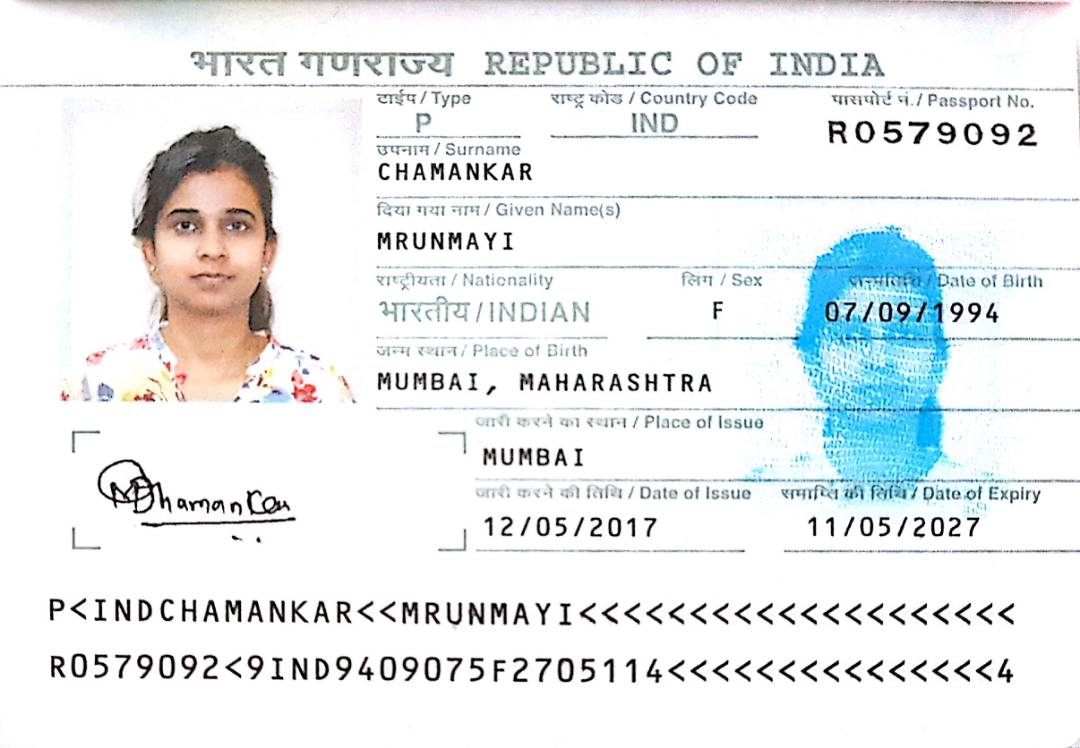 भारत गणराज्य REPUBLIC OF INDIA
टाईप / Type राष्ट्र कोड / Country Code पासपोर्ट नं. / Passport No.
P IND R0579092
उपनाम / Surname
CHAMANKAR
दिया गया नाम / Given Name(s)
MRUNMAYI
राष्ट्रीयता / Nationality लिंग / Sex जन्मतिथि / Date of Birth
भारतीय / INDIAN F 07/09/1994
जन्म स्थान / Place of Birth
MUMBAI, MAHARASHTRA
जारी करने का स्थान / Place of Issue
MUMBAI
जारी करने की तिथि / Date of Issue समाप्ति की तिथि / Date of Expiry
12/05/2017 11/05/2027
MChamankar
P<INDCHAMANKAR<<MRUNMAYI<<<<<<<<<<<<<<<<<<<<
R0579092<9IND9409075F2705114<<<<<<<<<<<<<<<4